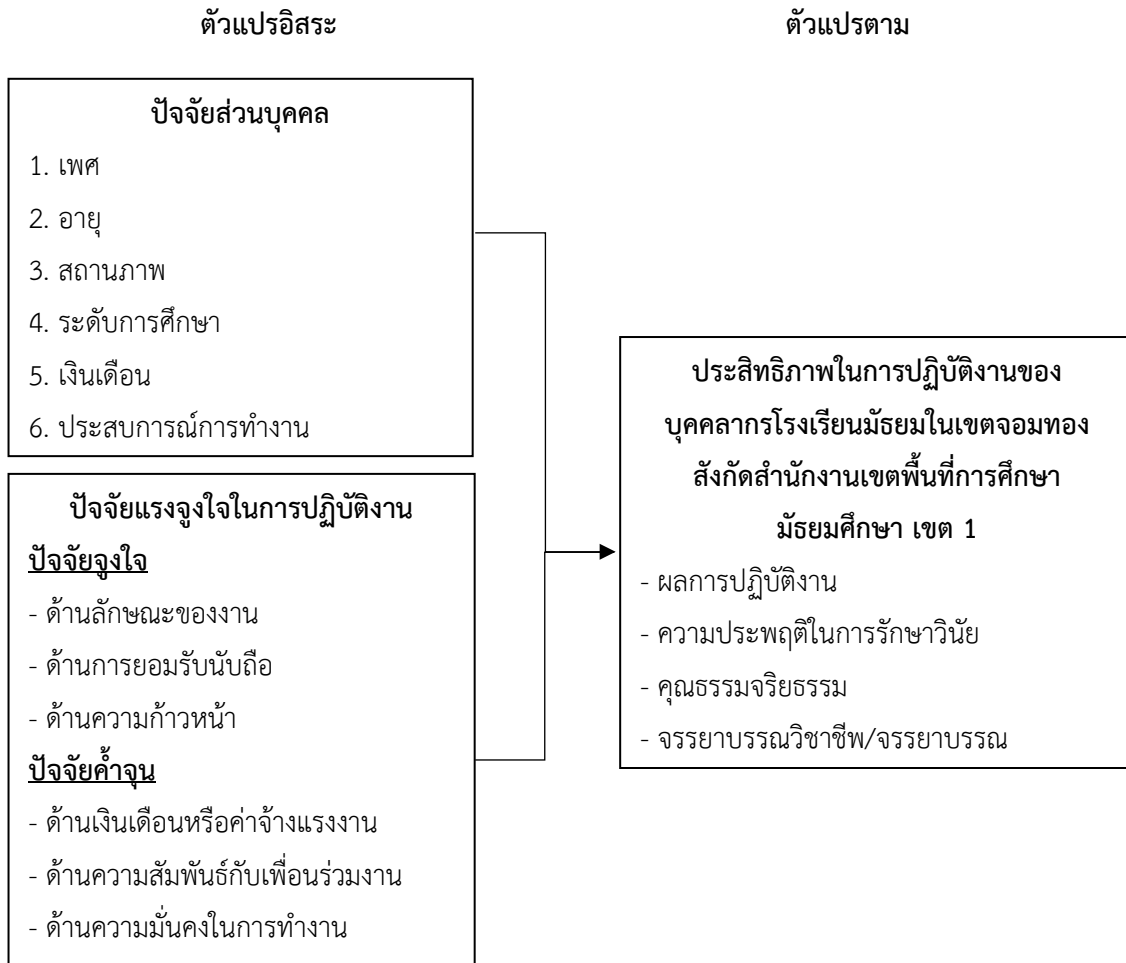 ตัวแปรอิสระ
ตัวแปรตาม
ปัจจัยส่วนบุคคล
1. เพศ
2. อายุ
3. สถานภาพ
4. ระดับการศึกษา
5. เงินเดือน
6. ประสบการณ์การทำงาน
ปัจจัยแรงจูงใจในการปฏิบัติงาน
ปัจจัยจูงใจ
- ด้านลักษณะของงาน
- ด้านการยอมรับนับถือ
- ด้านความก้าวหน้า
ปัจจัยค้ำจุน
- ด้านเงินเดือนหรือค่าจ้างแรงงาน
- ด้านความสัมพันธ์กับเพื่อนร่วมงาน
- ด้านความมั่นคงในการทำงาน
ประสิทธิภาพในการปฏิบัติงานของ
บุคคลากรโรงเรียนมัธยมในเขตจอมทอง
สังกัดสำนักงานเขตพื้นที่การศึกษา
มัธยมศึกษา เขต 1
- ผลการปฏิบัติงาน
- ความประพฤติในการรักษาวินัย
- คุณธรรมจริยธรรม
- จรรยาบรรณวิชาชีพ/จรรยาบรรณ